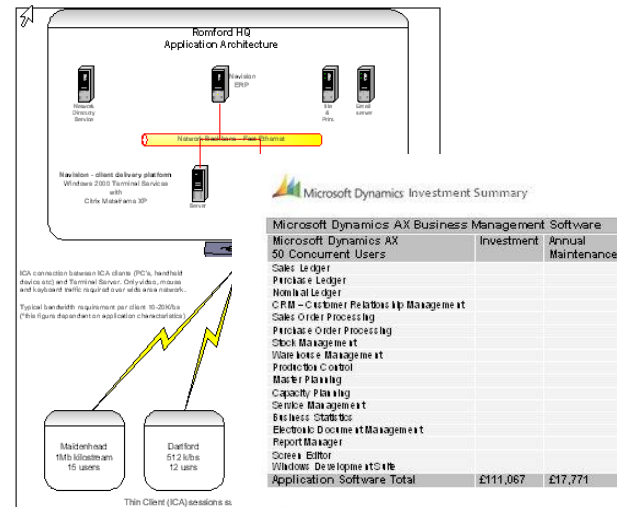 Romford HQ
Application Architecture
Navision
ERP
Network
Directory
Service
File
&
Print
Email
server
Network Backbone - Fast Ethernet
Navision - client delivery platform
Windows 2000 Terminal Services
with
Citrix Metaframe XP
Server
ICA connection between ICA clients (PC's, handheld
device etc) and Terminal Server. Only video, mouse
and keyboard traffic required over wide area network.
Typical bandwidth requirement per client 10-20K/bs
(*this figure dependant on application characteristics)
Maidenhead
1Mb kilostream
15 users
Dartford
512 k/bs
12 usrs
Thin Client (ICA) sessions
Microsoft Dynamics Investment Summary
Microsoft Dynamics AX Business Management Software
Microsoft Dynamics AX Investment Annual
50 Concurrent Users Maintenance
Sales Ledger
Purchase Ledger
Nominal Ledger
CRM – Customer Relationship Management
Sales Order Processing
Purchase Order Processing
Stock Management
Warehouse Management
Production Control
Master Planning
Capacity Planning
Service Management
Business Statistics
Electronic Document Management
Report Manager
Screen Editor
Windows Development Suite
Application Software Total £111,067 £17,771